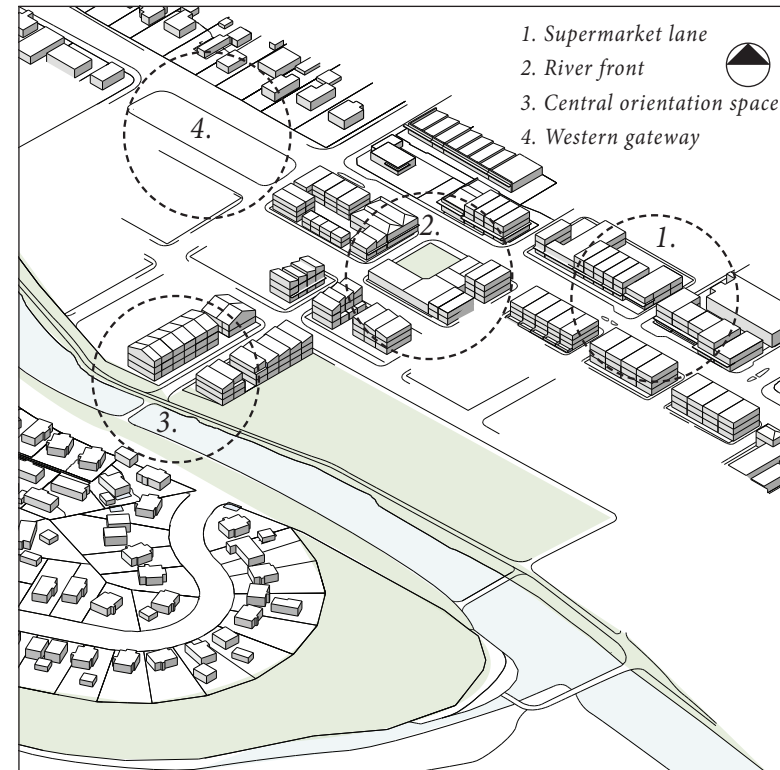 1. Supermarket lane
2. River front
3. Central orientation space
4. Western gateway
4.
2.
1.
3.